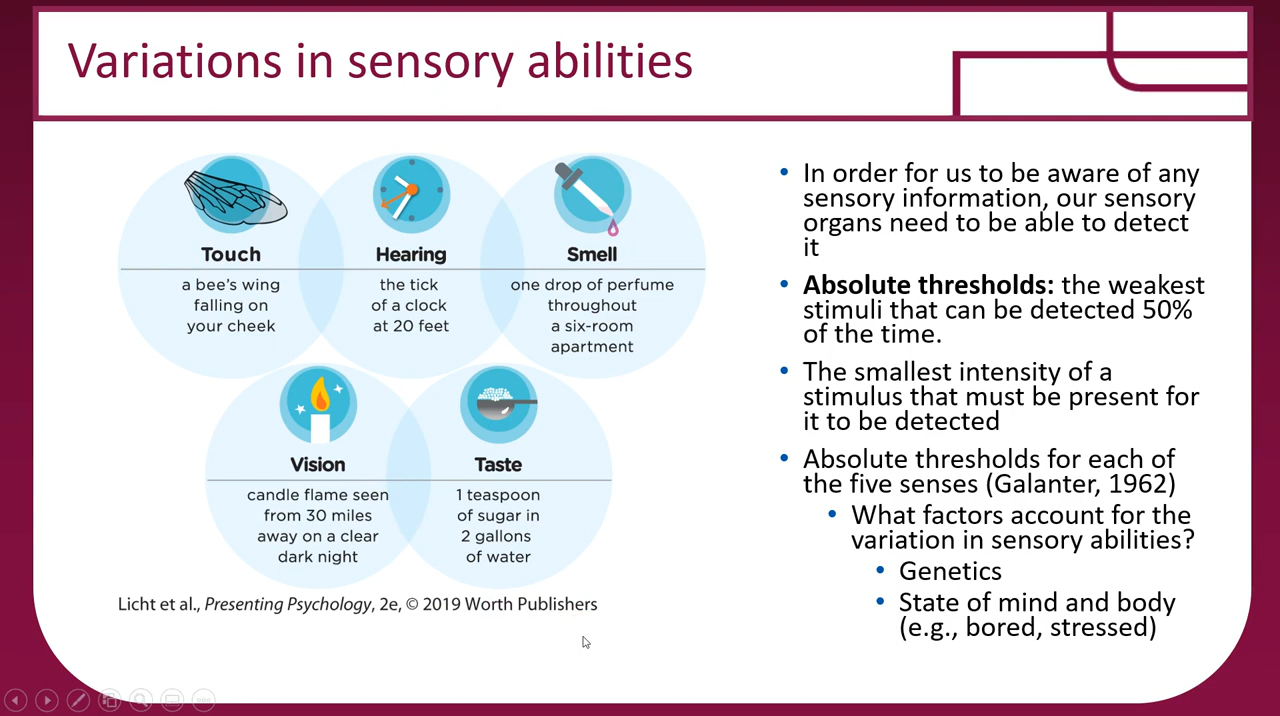 Variations in sensory abilities
Touch
a bee's wing
falling on
your cheek
Hearing
the tick
of a clock
at 20 feet
Smell
one drop of perfume
throughout
a six-room
apartment
Vision
candle flame seen
from 30 miles
away on a clear
dark night
Taste
1 teaspoon
of sugar in
2 gallons
of water
Licht et al., Presenting Psychology, 2e, © 2019 Worth Publishers
• In order for us to be aware of any
sensory information, our sensory
organs need to be able to detect
it
• Absolute thresholds: the weakest
stimuli that can be detected 50%
of the time.
• The smallest intensity of a
stimulus that must be present for
it to be detected
• Absolute thresholds for each of
the five senses (Galanter, 1962)
• What factors account for the
variation in sensory abilities?
• Genetics
• State of mind and body
(e.g., bored, stressed)